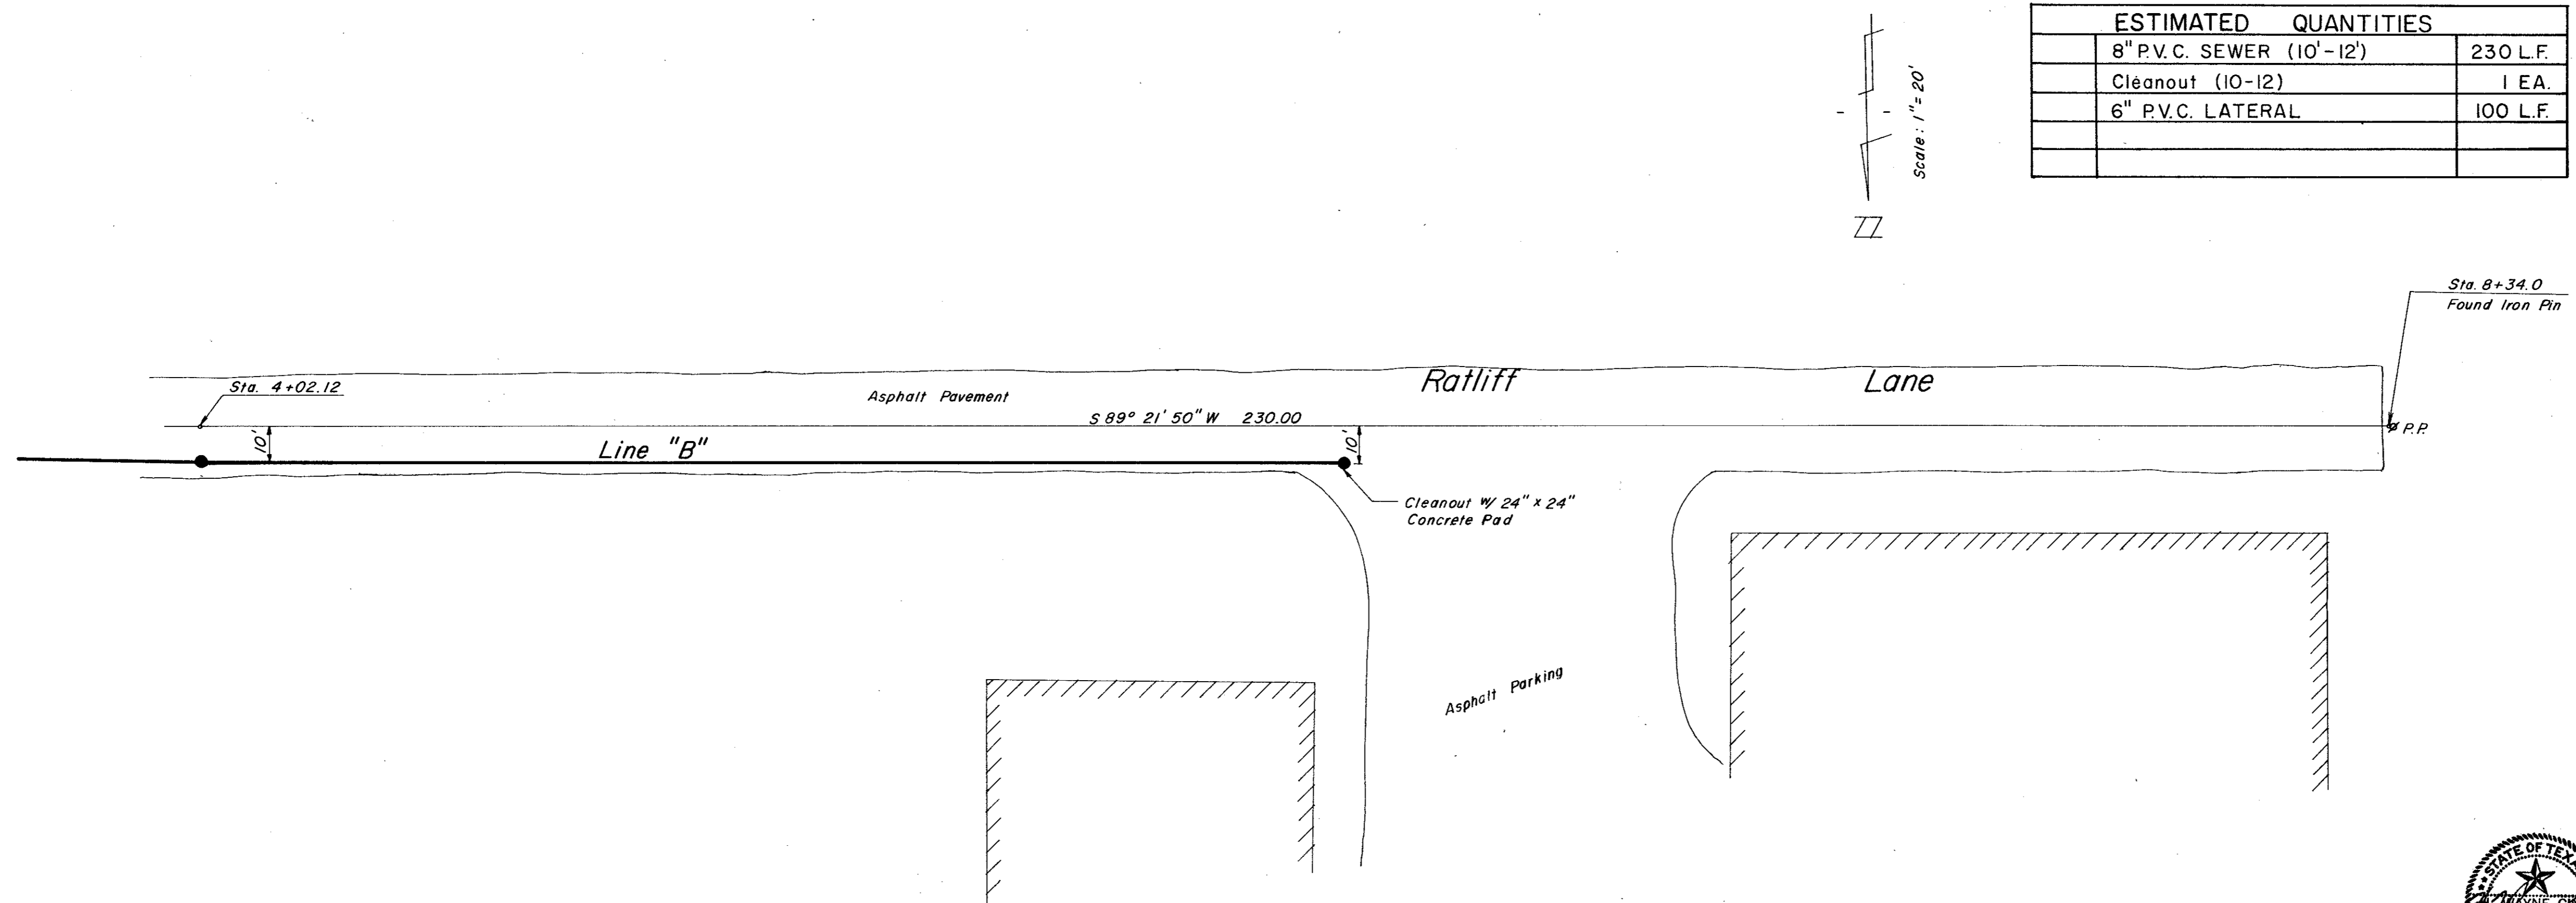 ESTIMATED QUANTITIES
8" P.V.C. SEWER (10'-12') 230 L.F.
Cleanout (10-12) 1 EA.
6" P.V.C. LATERAL 100 L.F.
Scale: 1" = 20'
N
Sta. 8+34.0
Found Iron Pin
Ratliff Lane
Sta. 4+02.12
Asphalt Pavement
S 89° 21' 50" W 230.00
P.P.
10'
10'
Line "B"
Cleanout w/ 24" x 24"
Concrete Pad
Asphalt Parking
STATE OF TEXAS
WAYNE